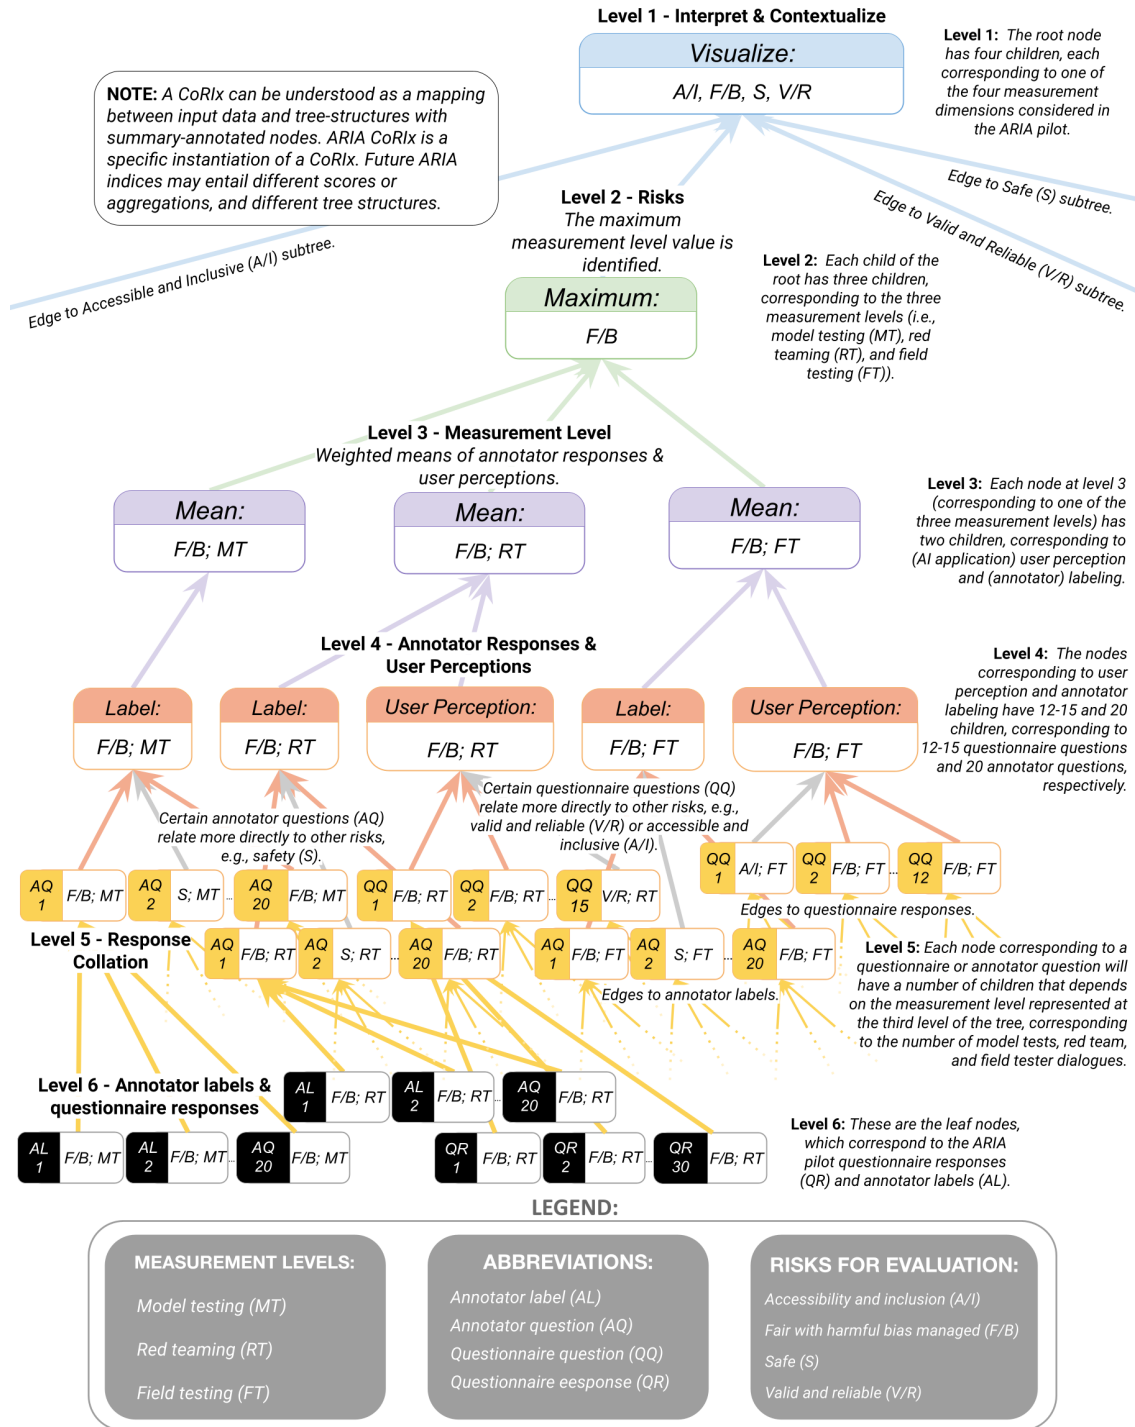 Level 1 - Interpret & Contextualize
Visualize:
A/I, F/B, S, V/R
Level 1: The root node
has four children, each
corresponding to one of
the four measurement
dimensions considered in
the ARIA pilot.
NOTE: A CoRIx can be understood as a mapping
between input data and tree-structures with
summary-annotated nodes. ARIA CoRIx is a
specific instantiation of a CoRIx. Future ARIA
indices may entail different scores or
aggregations, and different tree structures.
Edge to Safe (S) subtree.
Edge to Valid and Reliable (V/R) subtree.
Edge to Accessible and Inclusive (A/I) subtree.
Level 2 - Risks
The maximum
measurement level value is
identified.
Level 2: Each child of the
root has three children,
corresponding to the three
measurement levels (i.e.,
model testing (MT), red
teaming (RT), and field
testing (FT)).
Maximum:
F/B
Level 3 - Measurement Level
Weighted means of annotator responses &
user perceptions.
Level 3: Each node at level 3
(corresponding to one of the
three measurement levels) has
two children, corresponding to
(AI application) user perception
and (annotator) labeling.
Mean:
F/B; MT
Mean:
F/B; RT
Mean:
F/B; FT
Level 4 - Annotator Responses &
User Perceptions
Level 4: The nodes
corresponding to user
perception and annotator
labeling have 12-15 and 20
children, corresponding to
12-15 questionnaire questions
and 20 annotator questions,
respectively.
Label:
F/B; MT
Label:
F/B; RT
User Perception:
F/B; RT
Label:
F/B; FT
User Perception:
F/B; FT
Certain annotator questions (AQ)
relate more directly to other risks,
e.g., safety (S).
Certain questionnaire questions (QQ)
relate more directly to other risks, e.g.,
valid and reliable (V/R) or accessible and
inclusive (A/I).
QQ 1 A/I; FT
QQ 2 F/B; FT...
QQ 12 F/B; FT
AQ 1 F/B; MT
AQ 2 S; MT ...
AQ 20 F/B; MT
QQ 1 F/B; RT
QQ 2 F/B; RT...
QQ 15 V/R; RT
Edges to questionnaire responses.
Level 5 - Response
Collation
AQ 1 F/B; RT
AQ 2 S; RT ...
AQ 20 F/B; RT
AQ 1 F/B; FT
AQ 2 S; FT ...
AQ 20 F/B; FT
Edges to annotator labels.
Level 5: Each node corresponding to a
questionnaire or annotator question will
have a number of children that depends
on the measurement level represented at
the third level of the tree, corresponding
to the number of model tests, red team,
and field tester dialogues.
Level 6 - Annotator labels &
questionnaire responses
AL 1 F/B; RT
AL 2 F/B; RT...
AQ 20 F/B; RT
AL 1 F/B; MT
AL 2 F/B; MT...
AQ 20 F/B; MT
QR 1 F/B; RT
QR 2 F/B; RT...
QR 30 F/B; RT
Level 6: These are the leaf nodes,
which correspond to the ARIA
pilot questionnaire responses
(QR) and annotator labels (AL).
LEGEND:
MEASUREMENT LEVELS:
Model testing (MT)
Red teaming (RT)
Field testing (FT)
ABBREVIATIONS:
Annotator label (AL)
Annotator question (AQ)
Questionnaire question (QQ)
Questionnaire eesponse (QR)
RISKS FOR EVALUATION:
Accessibility and inclusion (A/I)
Fair with harmful bias managed (F/B)
Safe (S)
Valid and reliable (V/R)